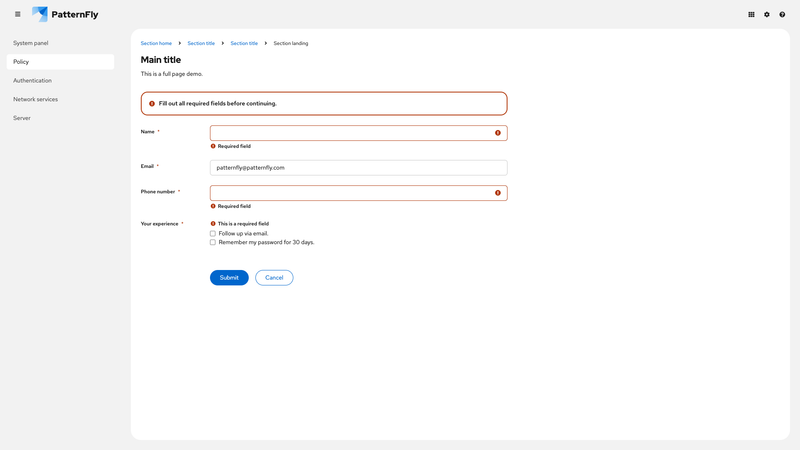 PatternFly
System panel
Policy
Authentication
Network services
Server
Section home Section title Section title Section landing
Main title
This is a full page demo.
Fill out all required fields before continuing.
Name *
Required field
Email * patternfly@patternfly.com
Phone number *
Required field
Your experience * This is a required field
Follow up via email.
Remember my password for 30 days.
Submit Cancel